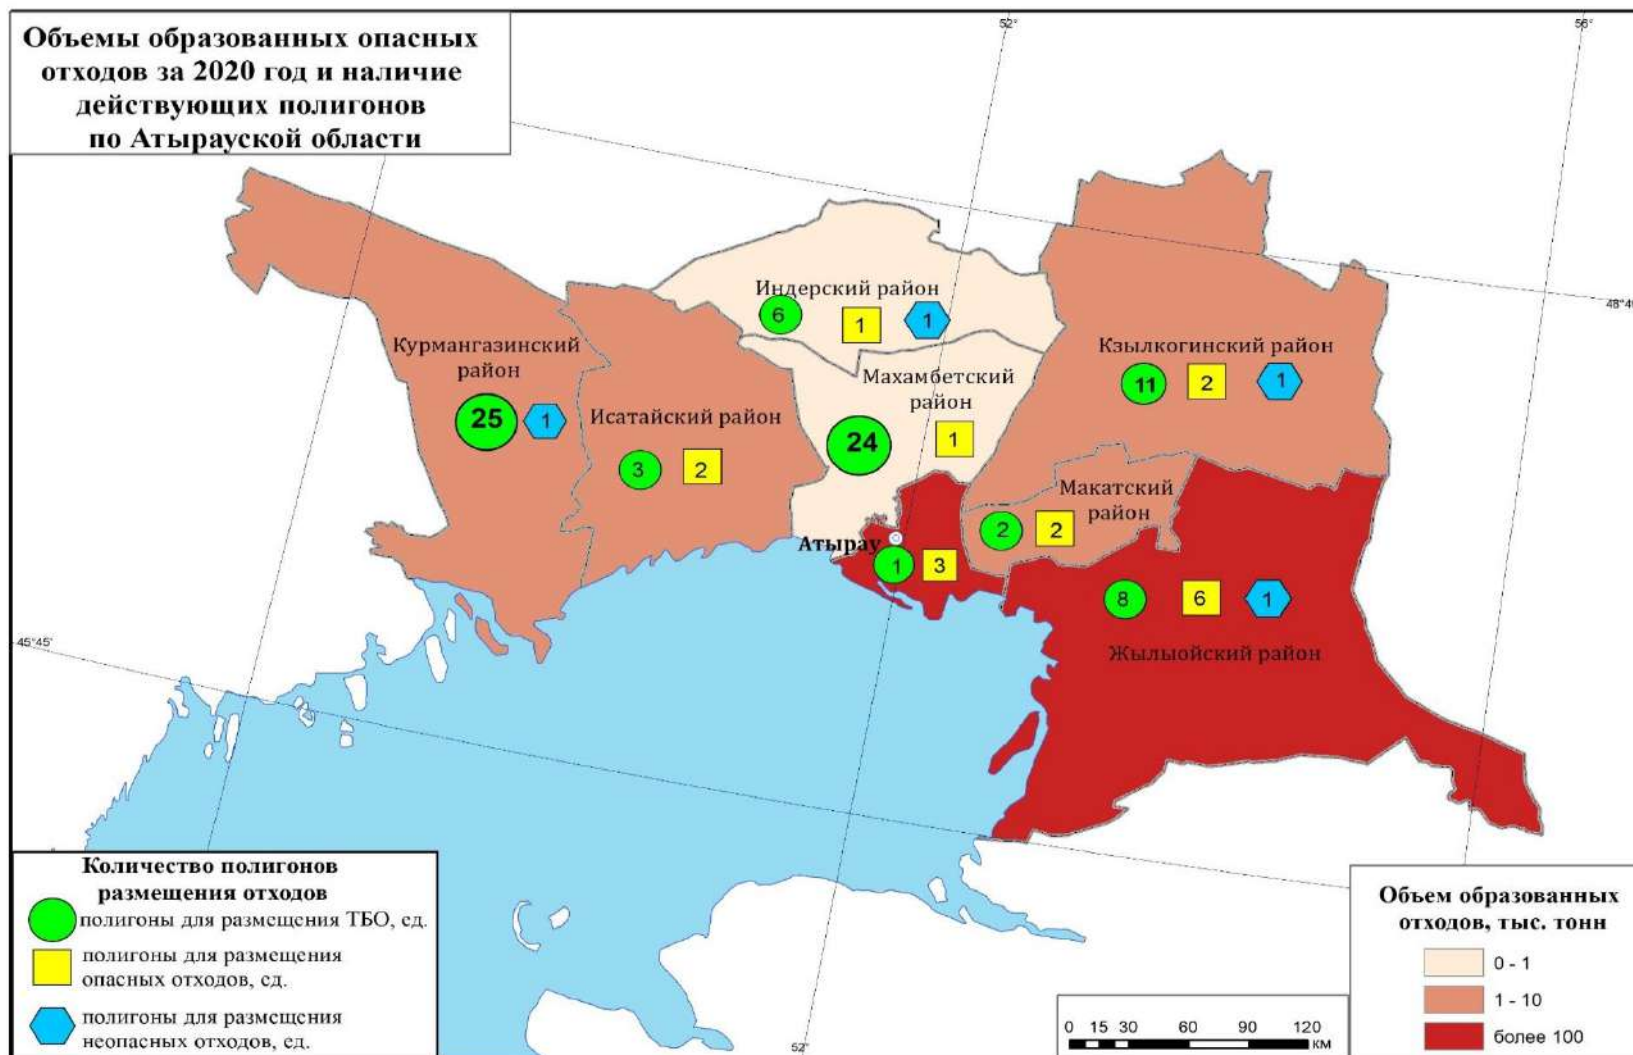 Объемы образованных опасных
отходов за 2020 год и наличие
действующих полигонов
по Атырауской области
52°
56°
48°4
Индерский район
6
1
1
Курмангазинский
район
25
1
Исатайский район
3
2
Махамбетский
район
24
1
Кзылкогинский район
11
2
1
Макатский
район
2
2
Атырау
1
3
8
6
1
Жылыойский район
45°45'
52°
Количество полигонов
размещения отходов
полигоны для размещения ТБО, ед.
полигоны для размещения
опасных отходов, ед.
полигоны для размещения
неопасных отходов, ед.
0 15 30 60 90 120
км
Объем образованных
отходов, тыс. тонн
0 - 1
1 - 10
более 100